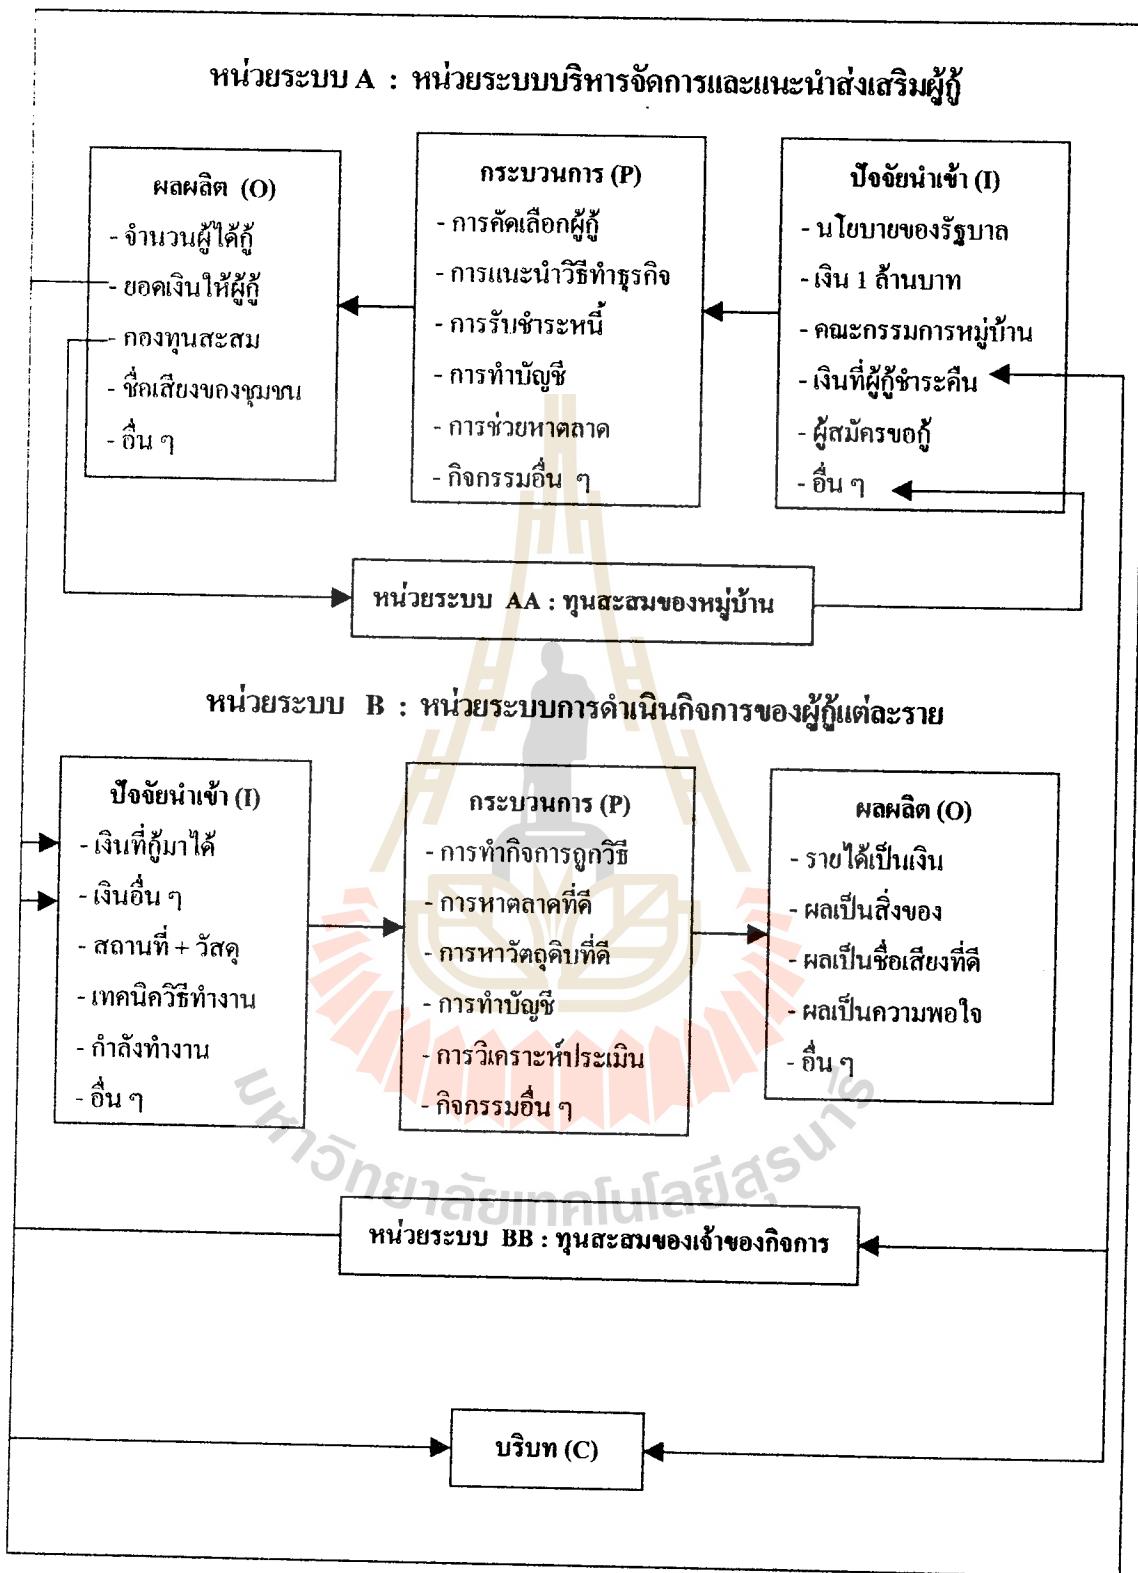 หน่วยระบบ A : หน่วยระบบบริหารจัดการและแนะนำส่งเสริมผู้กู้
ผลผลิต (O)
- จำนวนผู้ได้กู้
- ยอดเงินให้ผู้กู้
- กองทุนสะสม
- ชื่อเสียงของชุมชน
- อื่น ๆ
กระบวนการ (P)
- การคัดเลือกผู้กู้
- การแนะนำวิธีทำธุรกิจ
- การรับชำระหนี้
- การทำบัญชี
- การช่วยหาตลาด
- กิจกรรมอื่น ๆ
ปัจจัยนำเข้า (I)
- นโยบายของรัฐบาล
- เงิน 1 ล้านบาท
- คณะกรรมการหมู่บ้าน
- เงินที่ผู้กู้ชำระคืน
- ผู้สมัครขอกู้
- อื่น ๆ
หน่วยระบบ AA : ทุนสะสมของหมู่บ้าน
หน่วยระบบ B : หน่วยระบบการดำเนินกิจการของผู้กู้แต่ละราย
ปัจจัยนำเข้า (I)
- เงินที่กู้มาได้
- เงินอื่น ๆ
- สถานที่ + วัสดุ
- เทคนิควิธีทำงาน
- กำลังทำงาน
- อื่น ๆ
กระบวนการ (P)
- การทำกิจการถูกวิธี
- การหาตลาดที่ดี
- การหาวัตถุดิบที่ดี
- การทำบัญชี
- การวิเคราะห์ประเมิน
- กิจกรรมอื่น ๆ
ผลผลิต (O)
- รายได้เป็นเงิน
- ผลเป็นสิ่งของ
- ผลเป็นชื่อเสียงที่ดี
- ผลเป็นความพอใจ
- อื่น ๆ
มหาวิทยาลัยเทคโนโลยีสุรนารี
หน่วยระบบ BB : ทุนสะสมของเจ้าของกิจการ
บริบท (C)